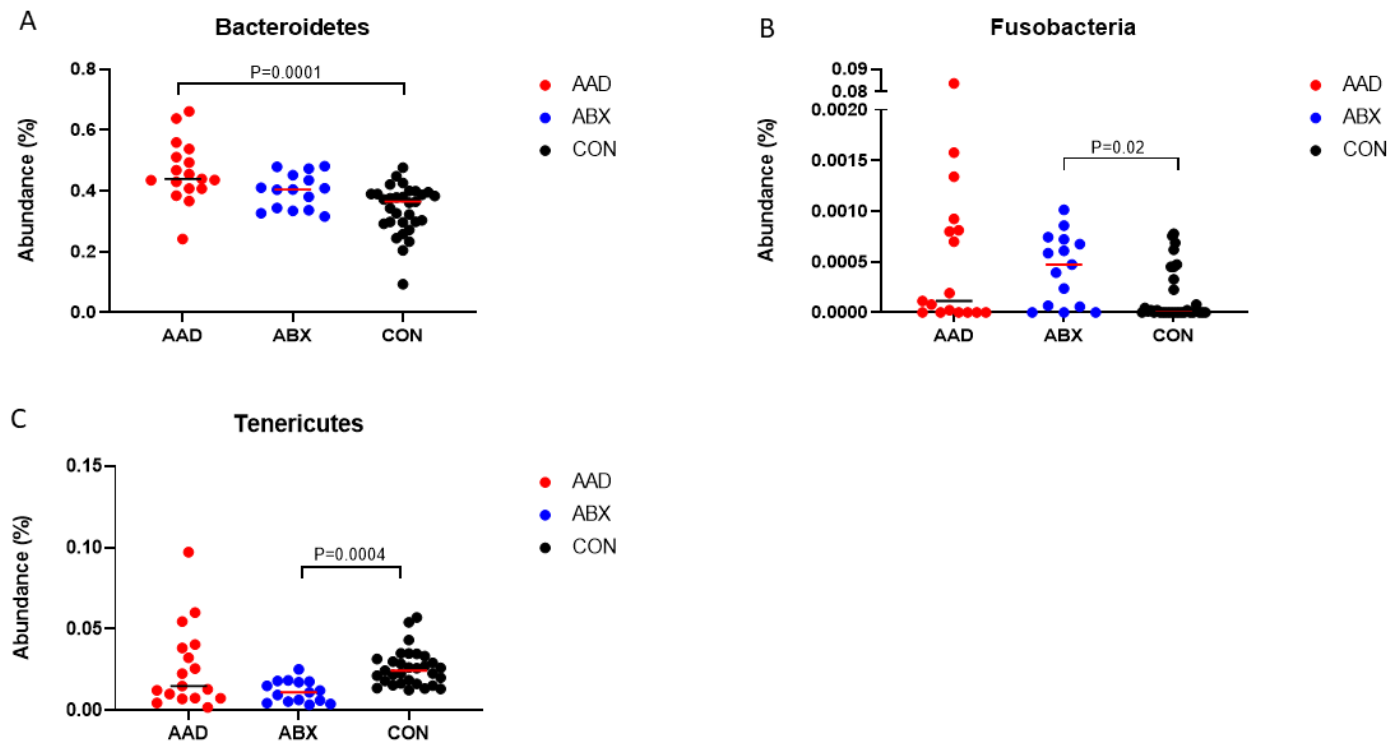 A
Bacteroidetes
P=0.0001
Abundance (%)
0.8
0.6
0.4
0.2
0.0
AAD
ABX
CON
AAD
ABX
CON
B
Fusobacteria
P=0.02
Abundance (%)
0.09
0.08
0.0020
0.0015
0.0010
0.0005
0.0000
AAD
ABX
CON
AAD
ABX
CON
C
Tenericutes
P=0.0004
Abundance (%)
0.15
0.10
0.05
0.00
AAD
ABX
CON
AAD
ABX
CON